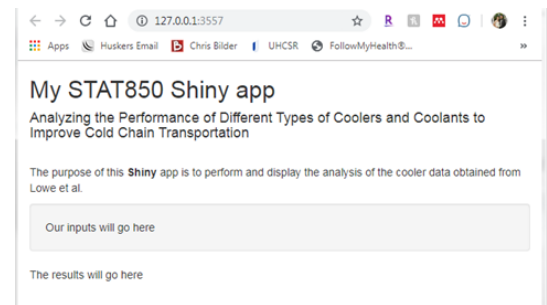 127.0.0.1:3557
Apps Huskers Email Chris Bilder UHCSR FollowMyHealth®... »
My STAT850 Shiny app
Analyzing the Performance of Different Types of Coolers and Coolants to
Improve Cold Chain Transportation
The purpose of this Shiny app is to perform and display the analysis of the cooler data obtained from
Lowe et al.
Our inputs will go here
The results will go here